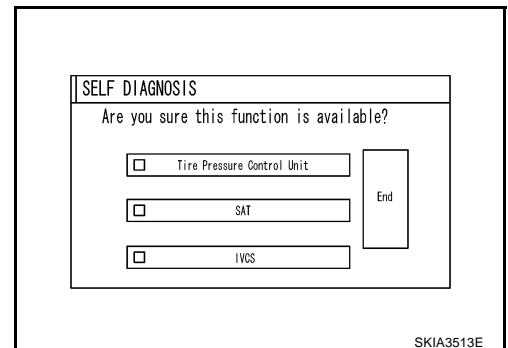 SELF DIAGNOSIS
Are you sure this function is available?
Tire Pressure Control Unit
End
SAT
IVCS
SKIA3513E